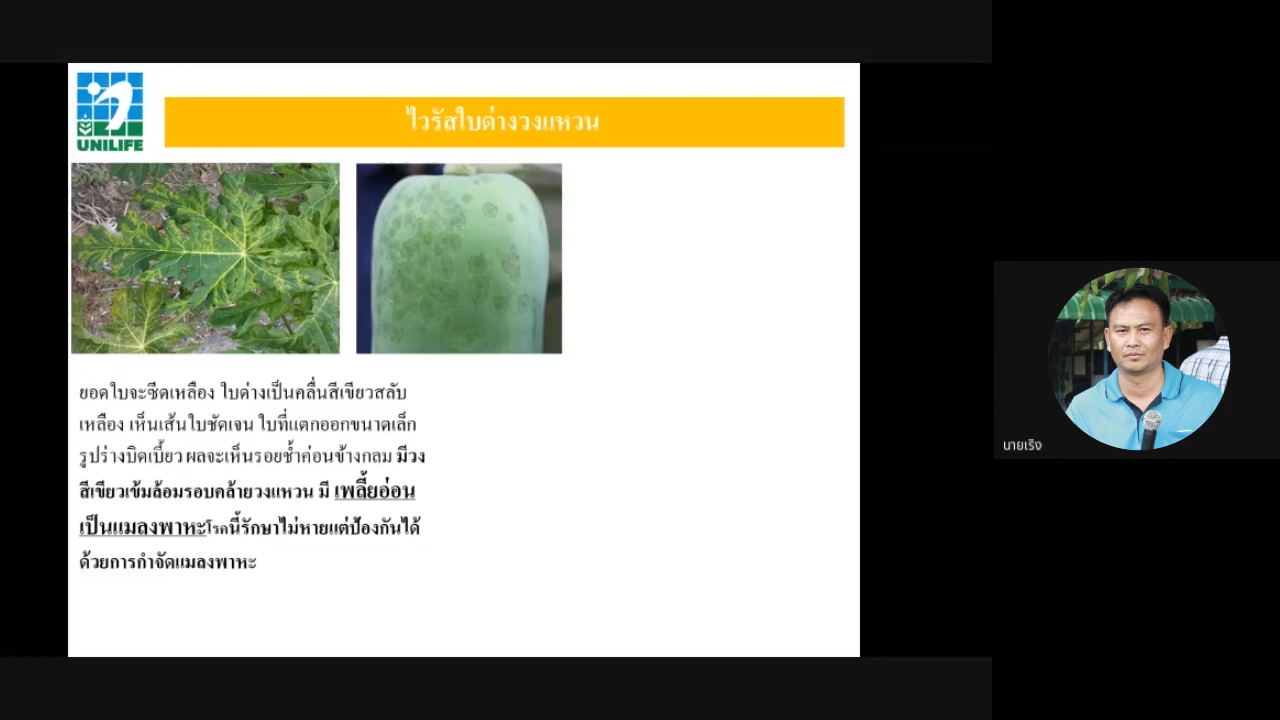 UNILIFE
ไวรัสใบด่างวงแหวน
ยอดใบจะซีดเหลือง ใบด่างเป็นคลื่นสีเขียวสลับ
เหลือง เห็นเส้นใบชัดเจน ใบที่แตกออกขนาดเล็ก
รูปร่างบิดเบี้ยว ผลจะเห็นรอยช้ำค่อนข้างกลม มีวง
สีเขียวเข้มล้อมรอบคล้ายวงแหวน มี เพลี้ยอ่อน
เป็นแมลงพาหะโรคนี้รักษาไม่หายแต่ป้องกันได้
ด้วยการกำจัดแมลงพาหะ
นายเริง